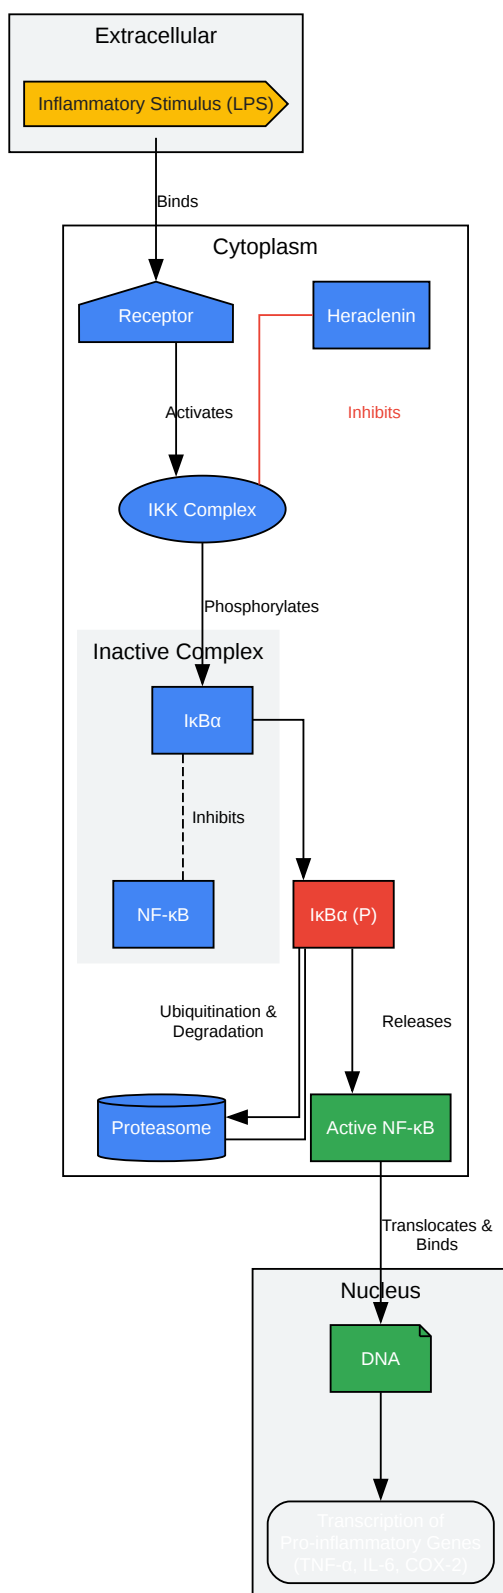 Extracellular
Inflammatory Stimulus (LPS)
Binds
Cytoplasm
Receptor
Heraclenin
Activates
Inhibits
IKK Complex
Phosphorylates
Inactive Complex
IκBα
Inhibits
NF-κB
IκBα (P)
Ubiquitination &
Degradation
Releases
Proteasome
Active NF-κB
Translocates &
Binds
Nucleus
DNA
Transcription of
Pro-inflammatory Genes
(TNF-α, IL-6, COX-2)